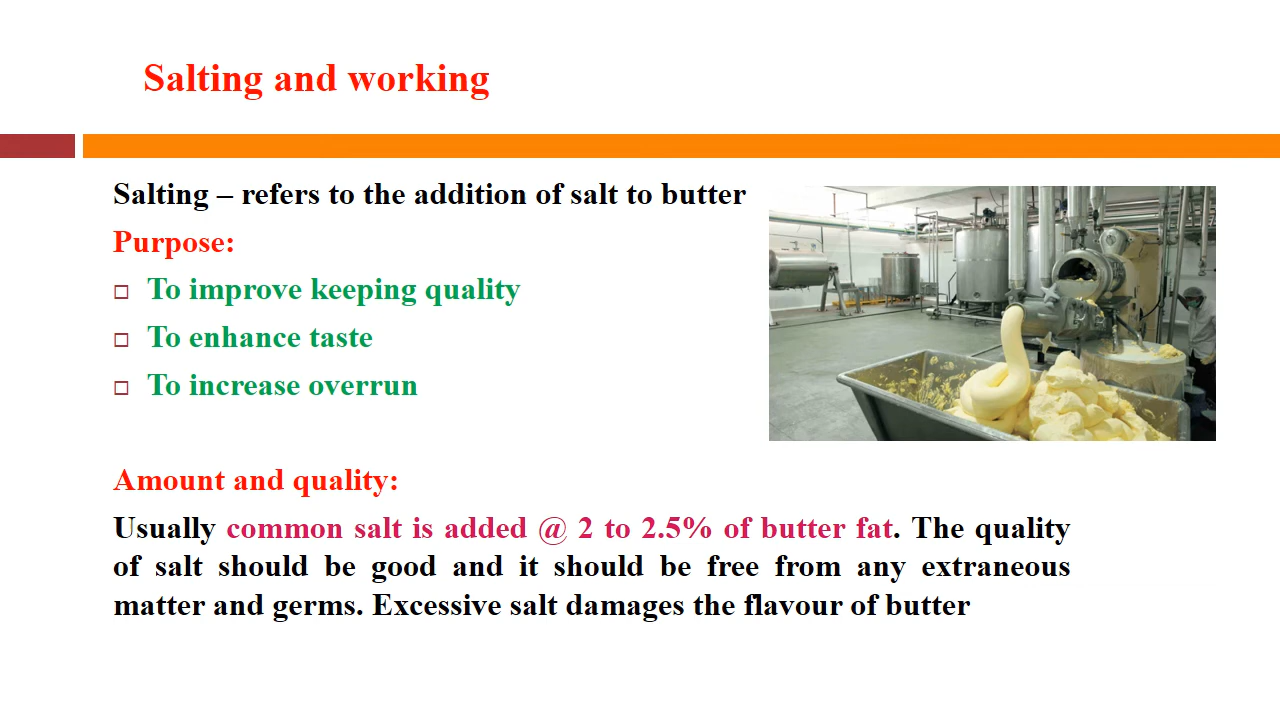 Salting and working
Salting – refers to the addition of salt to butter
Purpose:
To improve keeping quality
To enhance taste
To increase overrun
Amount and quality:
Usually common salt is added @ 2 to 2.5% of butter fat. The quality
of salt should be good and it should be free from any extraneous
matter and germs. Excessive salt damages the flavour of butter